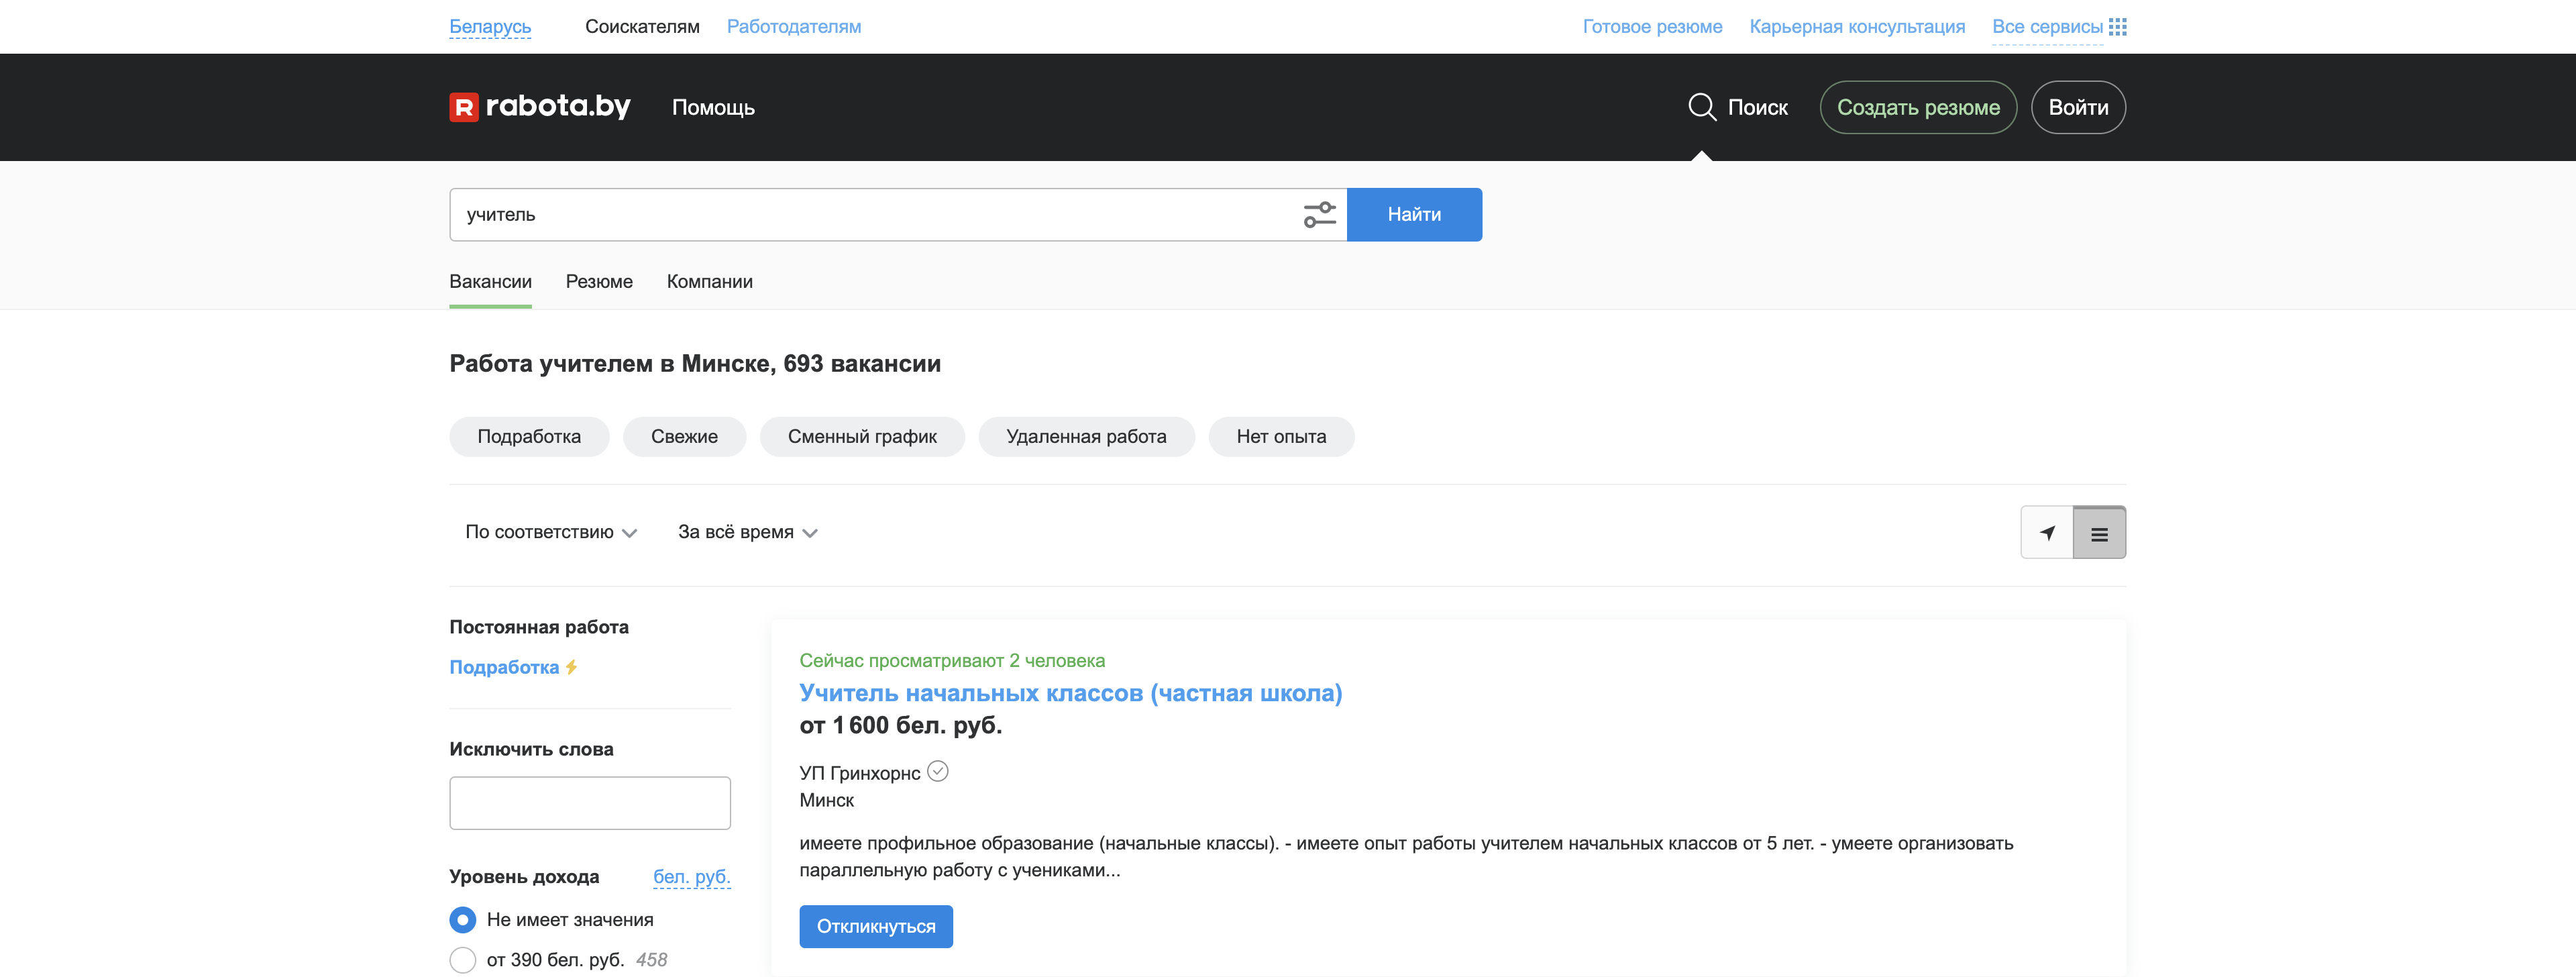 Беларусь Соискателям Работодателям Готовое резюме Карьерная консультация Все сервисы
R rabota.by Помощь Поиск Создать резюме Войти
учитель Найти
Вакансии Резюме Компании
Работа учителем в Минске, 693 вакансии
Подработка Свежие Сменный график Удаленная работа Нет опыта
По соответствию За всё время
Постоянная работа
Подработка
Исключить слова
Уровень дохода бел. руб.
Не имеет значения
от 390 бел. руб. 458
Сейчас просматривают 2 человека
Учитель начальных классов (частная школа)
от 1 600 бел. руб.
УП Гринхорнс
Минск
имеете профильное образование (начальные классы). - имеете опыт работы учителем начальных классов от 5 лет. - умеете организовать
параллельную работу с учениками...
Откликнуться